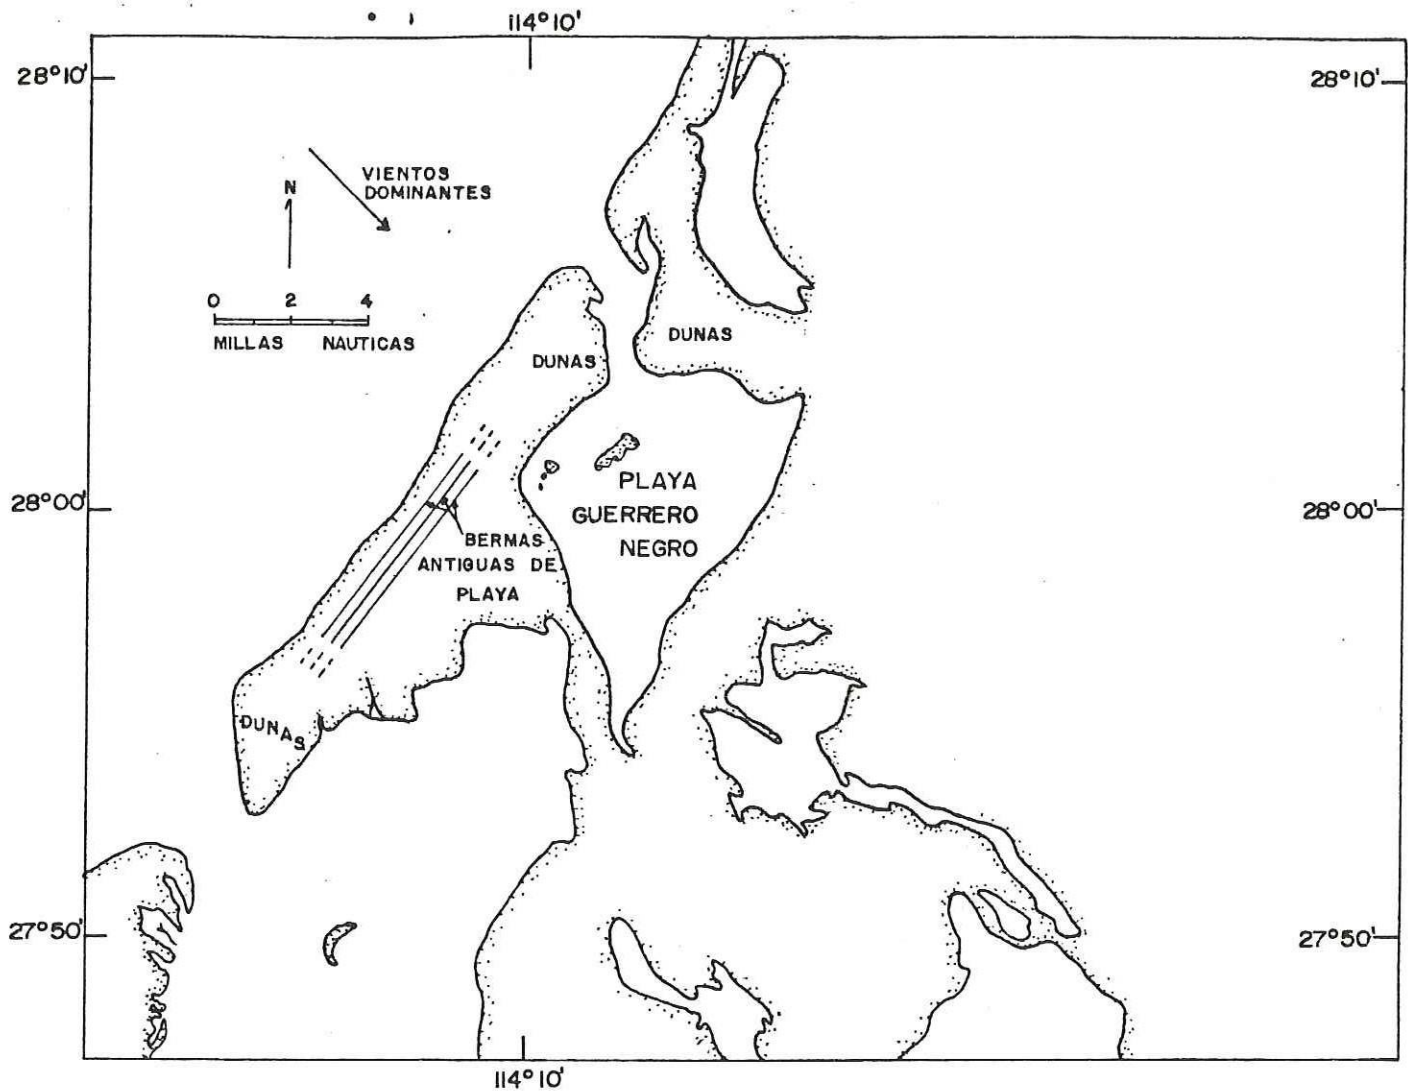 114°10'
28°10'
28°10'
VIENTOS
DOMINANTES
N
0 2 4
MILLAS NAUTICAS
DUNAS
DUNAS
PLAYA
GUERRERO
NEGRO
28°00'
28°00'
BERMAS
ANTIGUAS DE
PLAYA
DUNAS
27°50'
27°50'
114°10'